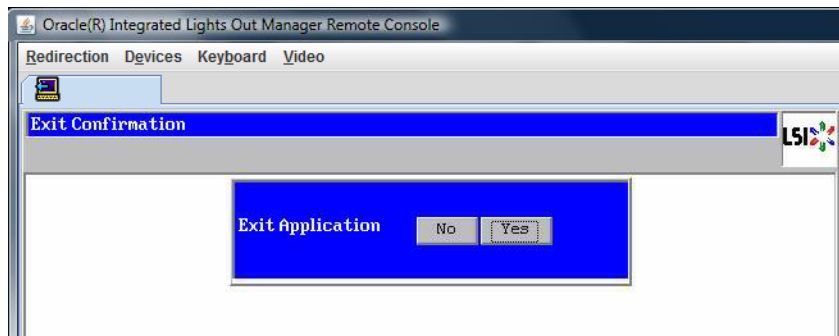 Oracle(R) Integrated Lights Out Manager Remote Console
Redirection Devices Keyboard Video
Exit Confirmation
LSI
Exit Application No Yes